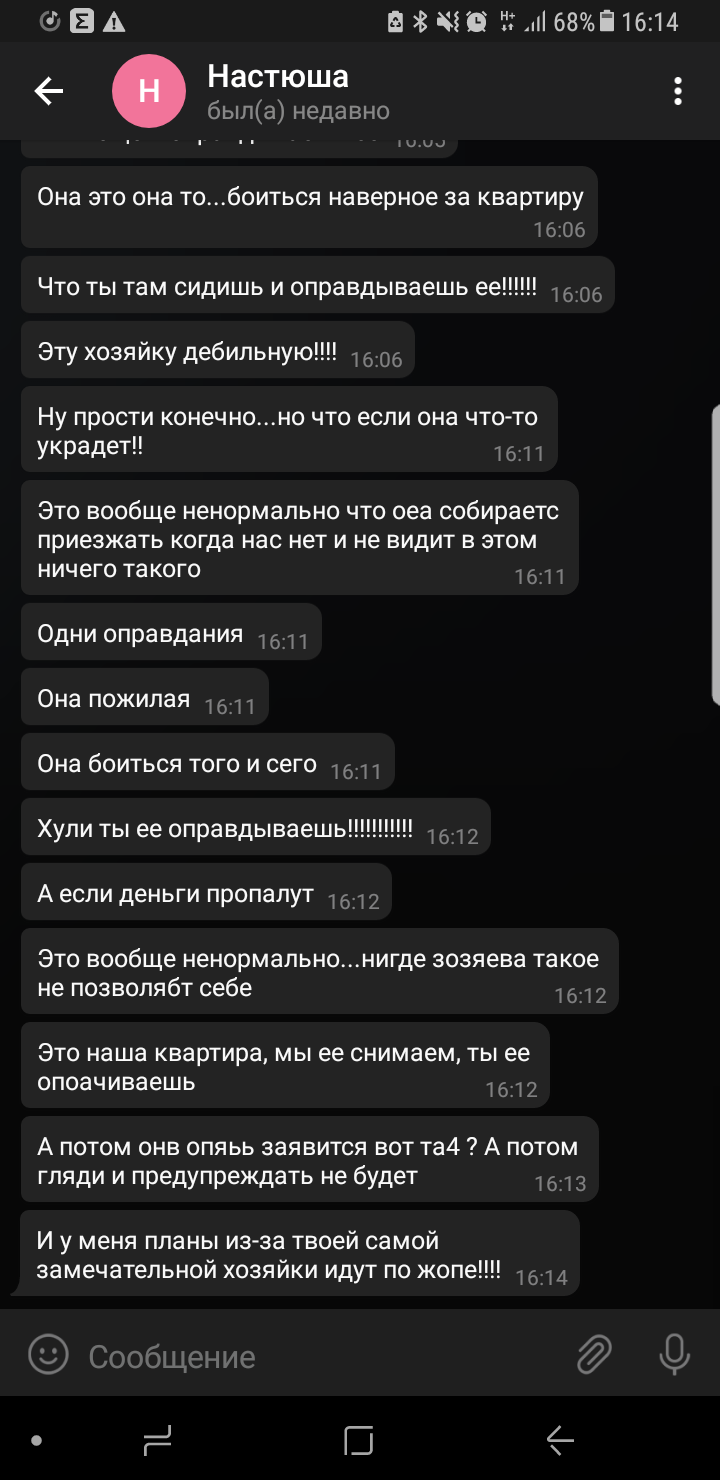 H+
68%
16:14
Н
Настюша
был(а) недавно
16:05
Она это она то...боиться наверное за квартиру
16:06
Что ты там сидишь и оправдываешь ее!!!!!! 16:06
Эту хозяйку дебильную!!!! 16:06
Ну прости конечно...но что если она что-то
украдет!!
16:11
Это вообще ненормально что оеа собираетс
приезжать когда нас нет и не видит в этом
ничего такого
16:11
Одни оправдания 16:11
Она пожилая 16:11
Она боиться того и сего 16:11
Хули ты ее оправдываешь!!!!!!!!!!! 16:12
А если деньги пропалут 16:12
Это вообще ненормально...нигде зозяева такое
не позволябт себе
16:12
Это наша квартира, мы ее снимаем, ты ее
опоачиваешь
16:12
А потом онв опяьь заявится вот та4 ? А потом
гляди и предупреждать не будет
16:13
И у меня планы из-за твоей самой
замечательной хозяйки идут по жопе!!!! 16:14
Сообщение